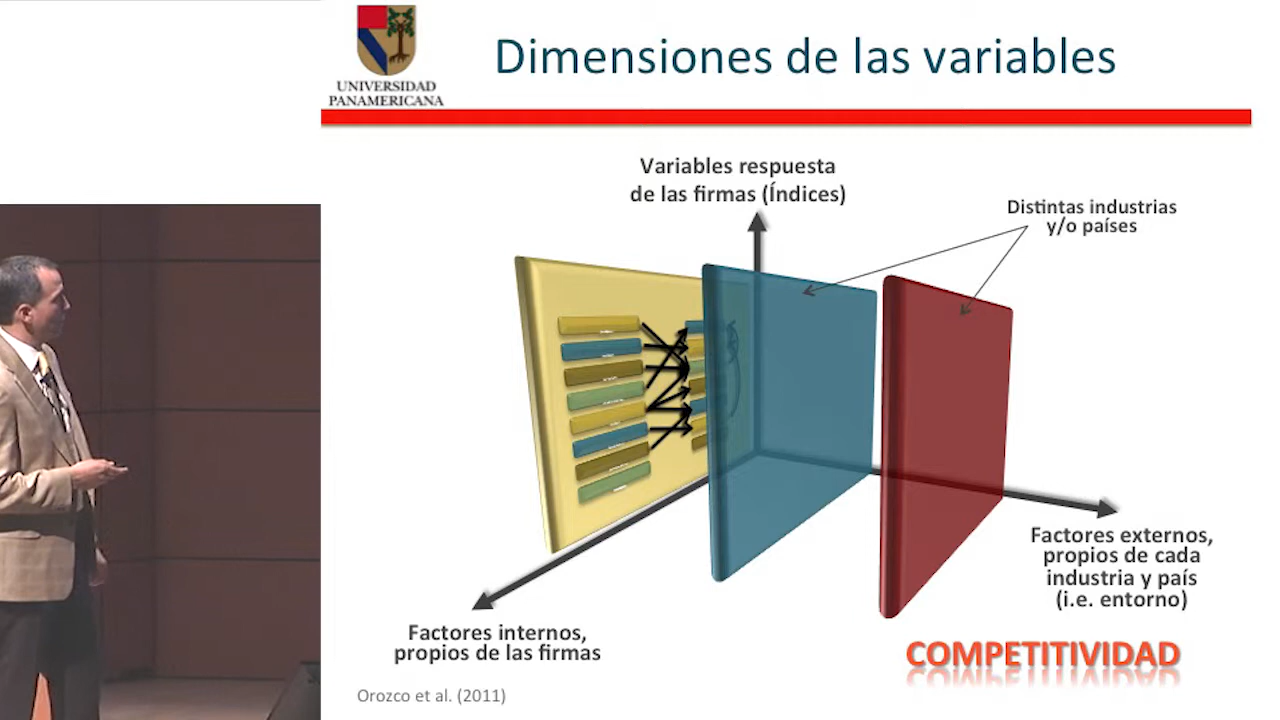 UNIVERSIDAD
PANAMERICANA
Dimensiones de las variables
Variables respuesta
de las firmas (Índices)
Distintas industrias
y/o países
Factores externos,
propios de cada
industria y país
(i.e. entorno)
Factores internos,
propios de las firmas
COMPETITIVIDAD
Orozco et al. (2011)